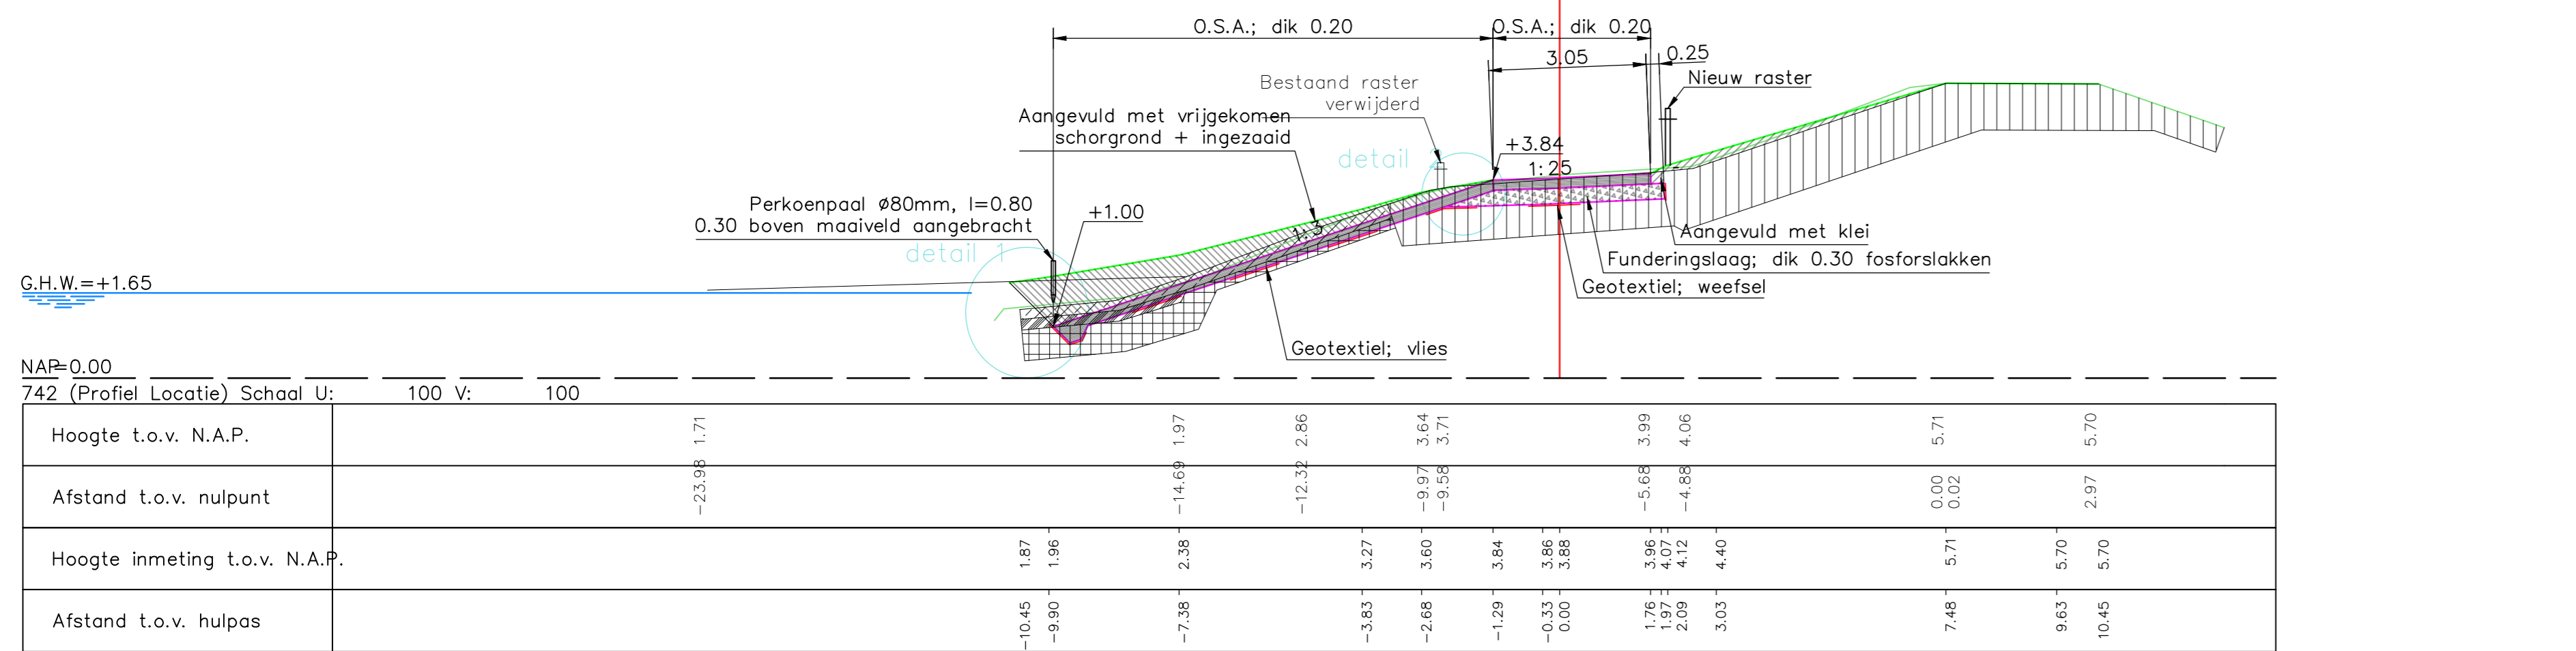 O.S.A.; dik 0.20
O.S.A.; dik 0.20
3.05
0.25
Bestaand raster
verwijderd
Nieuw raster
Aangevuld met vrijgekomen
schorgrond + ingezaaid
+3.84
detail
1:25
Perkoenpaal ø80mm, l=0.80
0.30 boven maaiveld aangebracht
+1.00
1:3
Aangevuld met klei
detail 1
Funderingslaag; dik 0.30 fosforslakken
G.H.W.=+1.65
Geotextiel; weefsel
Geotextiel; vlies
NAP=0.00
742 (Profiel Locatie) Schaal U: 100 V: 100
Hoogte t.o.v. N.A.P. 1.71 1.97 2.86 3.64 3.71 3.99 4.06 5.71 5.70
Afstand t.o.v. nulpunt -23.98 -14.69 -12.32 -9.97 -9.58 -5.68 -4.88 0.00 0.02 2.97
Hoogte inmeting t.o.v. N.A.P. 1.87 1.96 2.38 3.27 3.60 3.84 3.86 3.88 3.96 4.07 4.12 4.40 5.71 5.70 5.70
Afstand t.o.v. hulpas -10.45 -9.90 -7.38 -3.83 -2.68 -1.29 -0.33 0.00 1.76 1.97 2.09 3.03 7.48 9.63 10.45